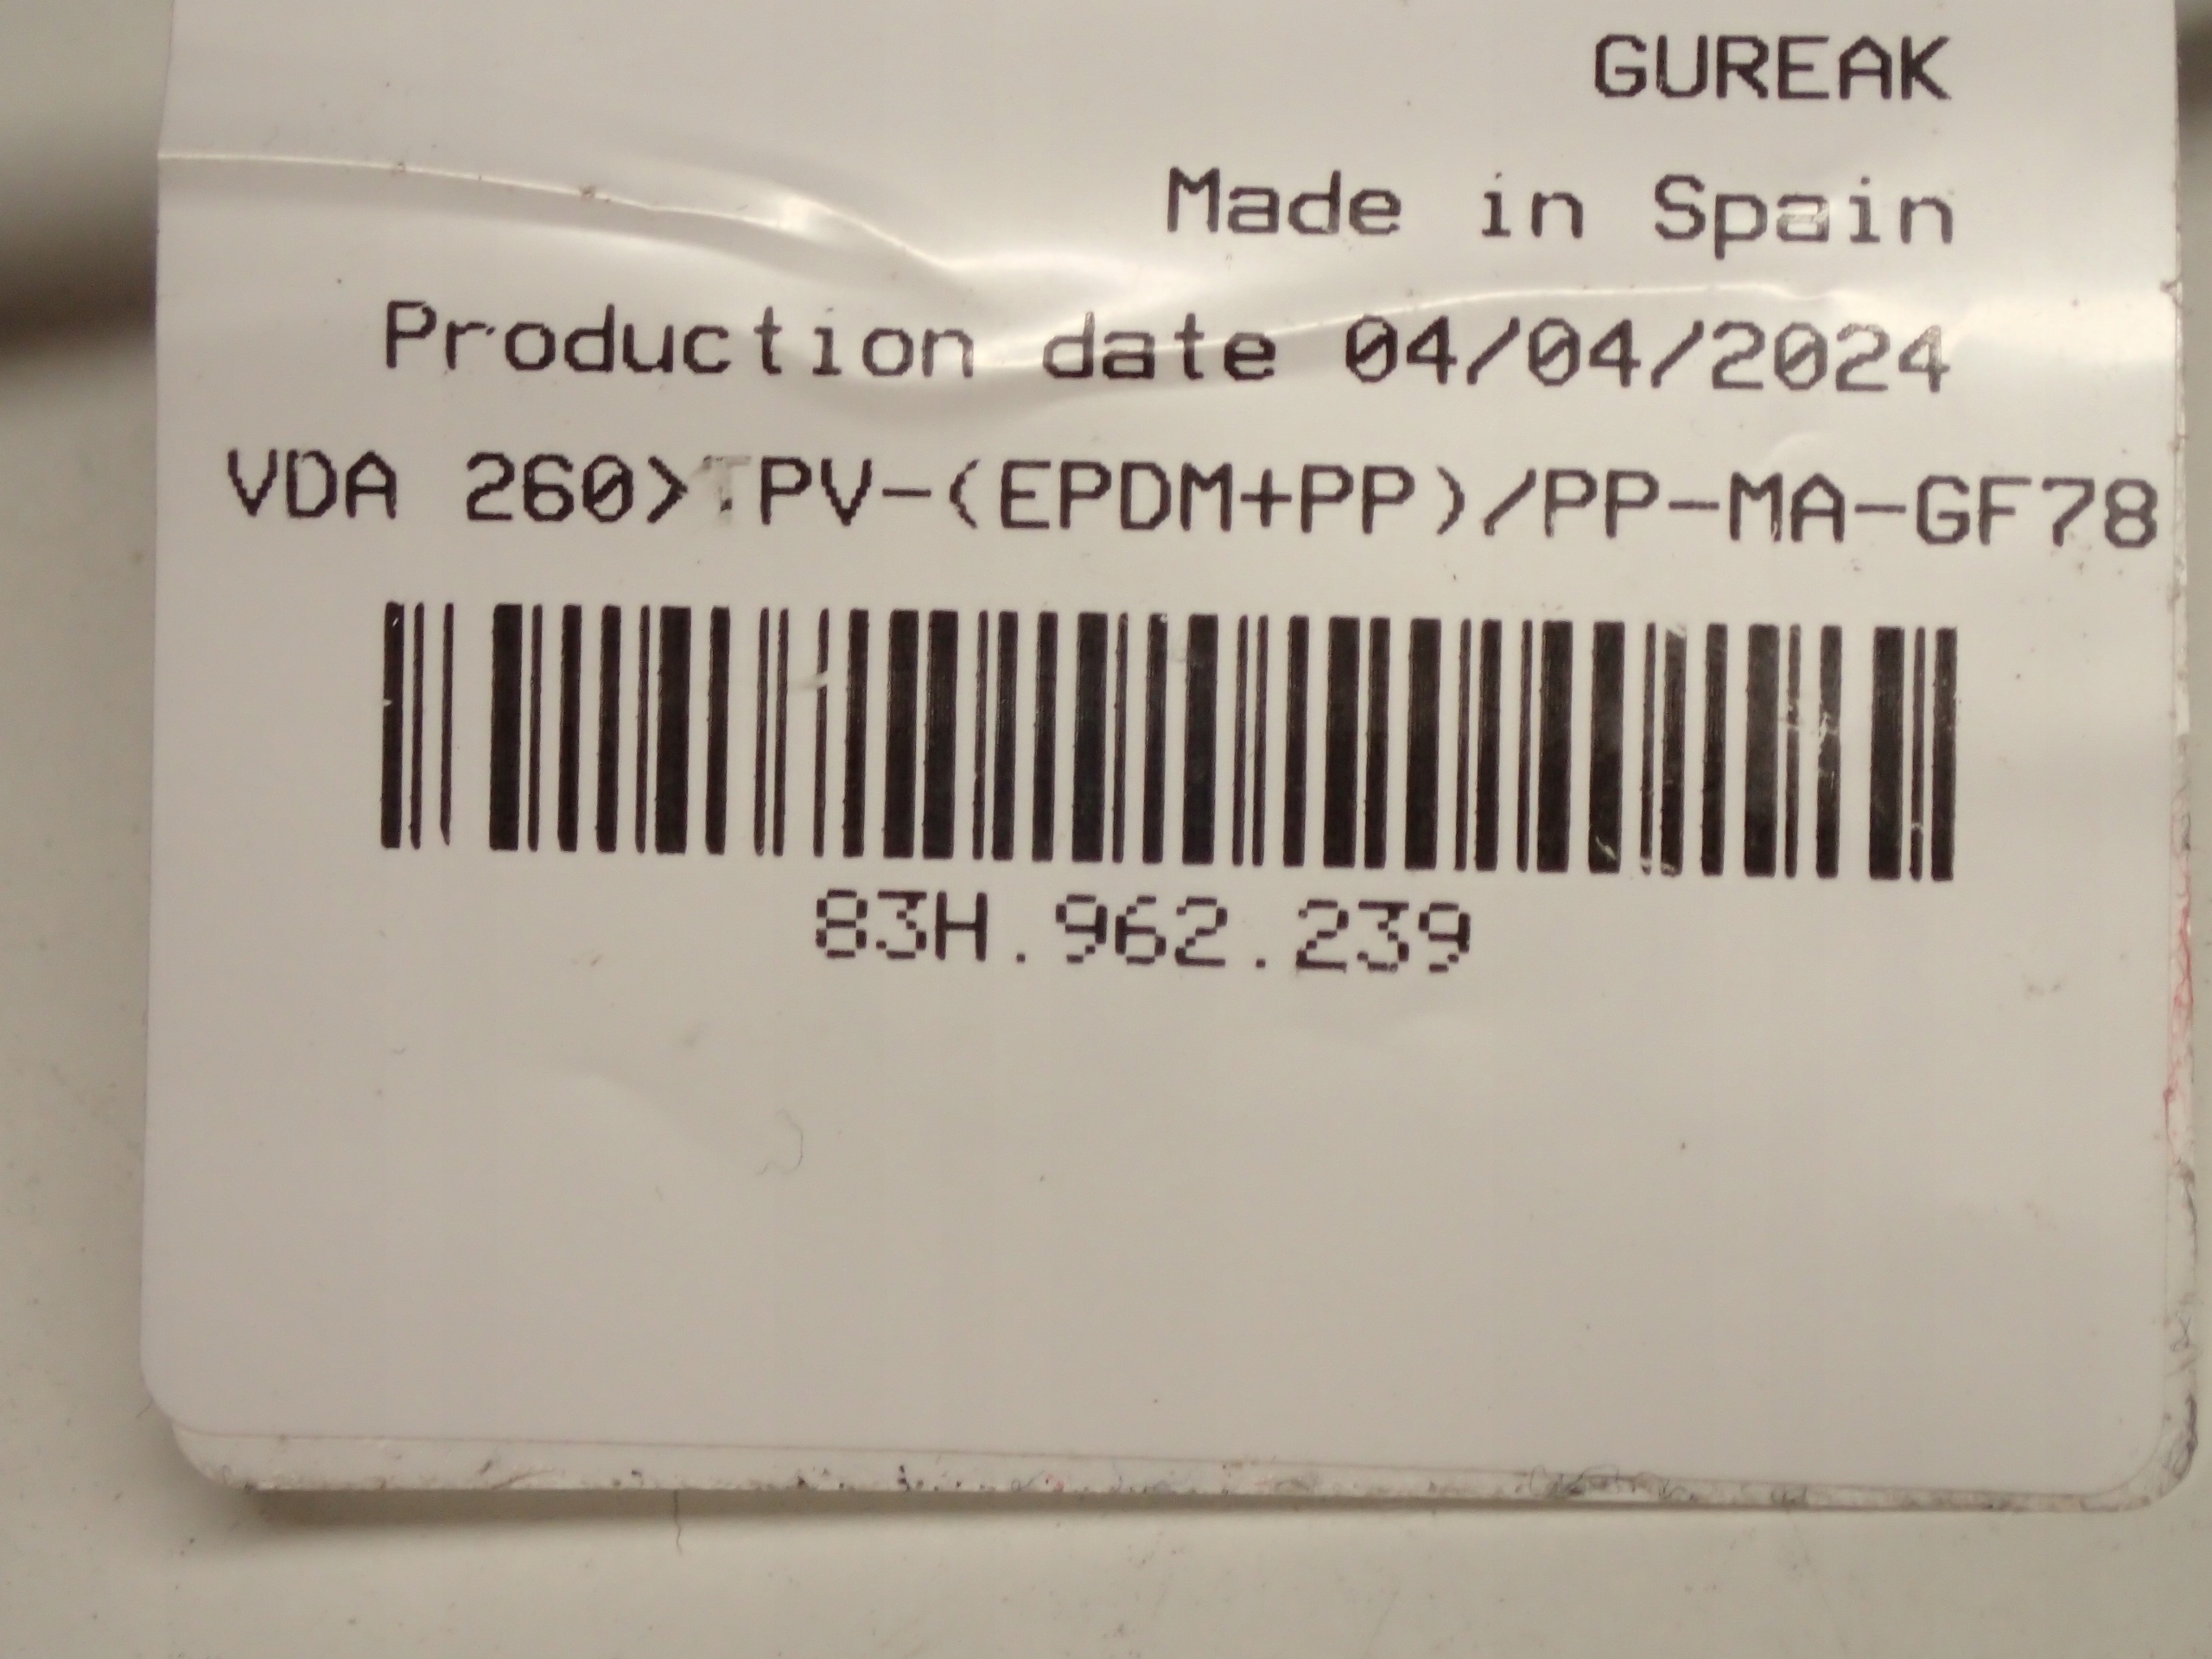 GUREAK
Made in Spain
Production date 04/04/2024
VDA 260>TPV-(EPDM+PP)/PP-MA-GF78
83H.962.239